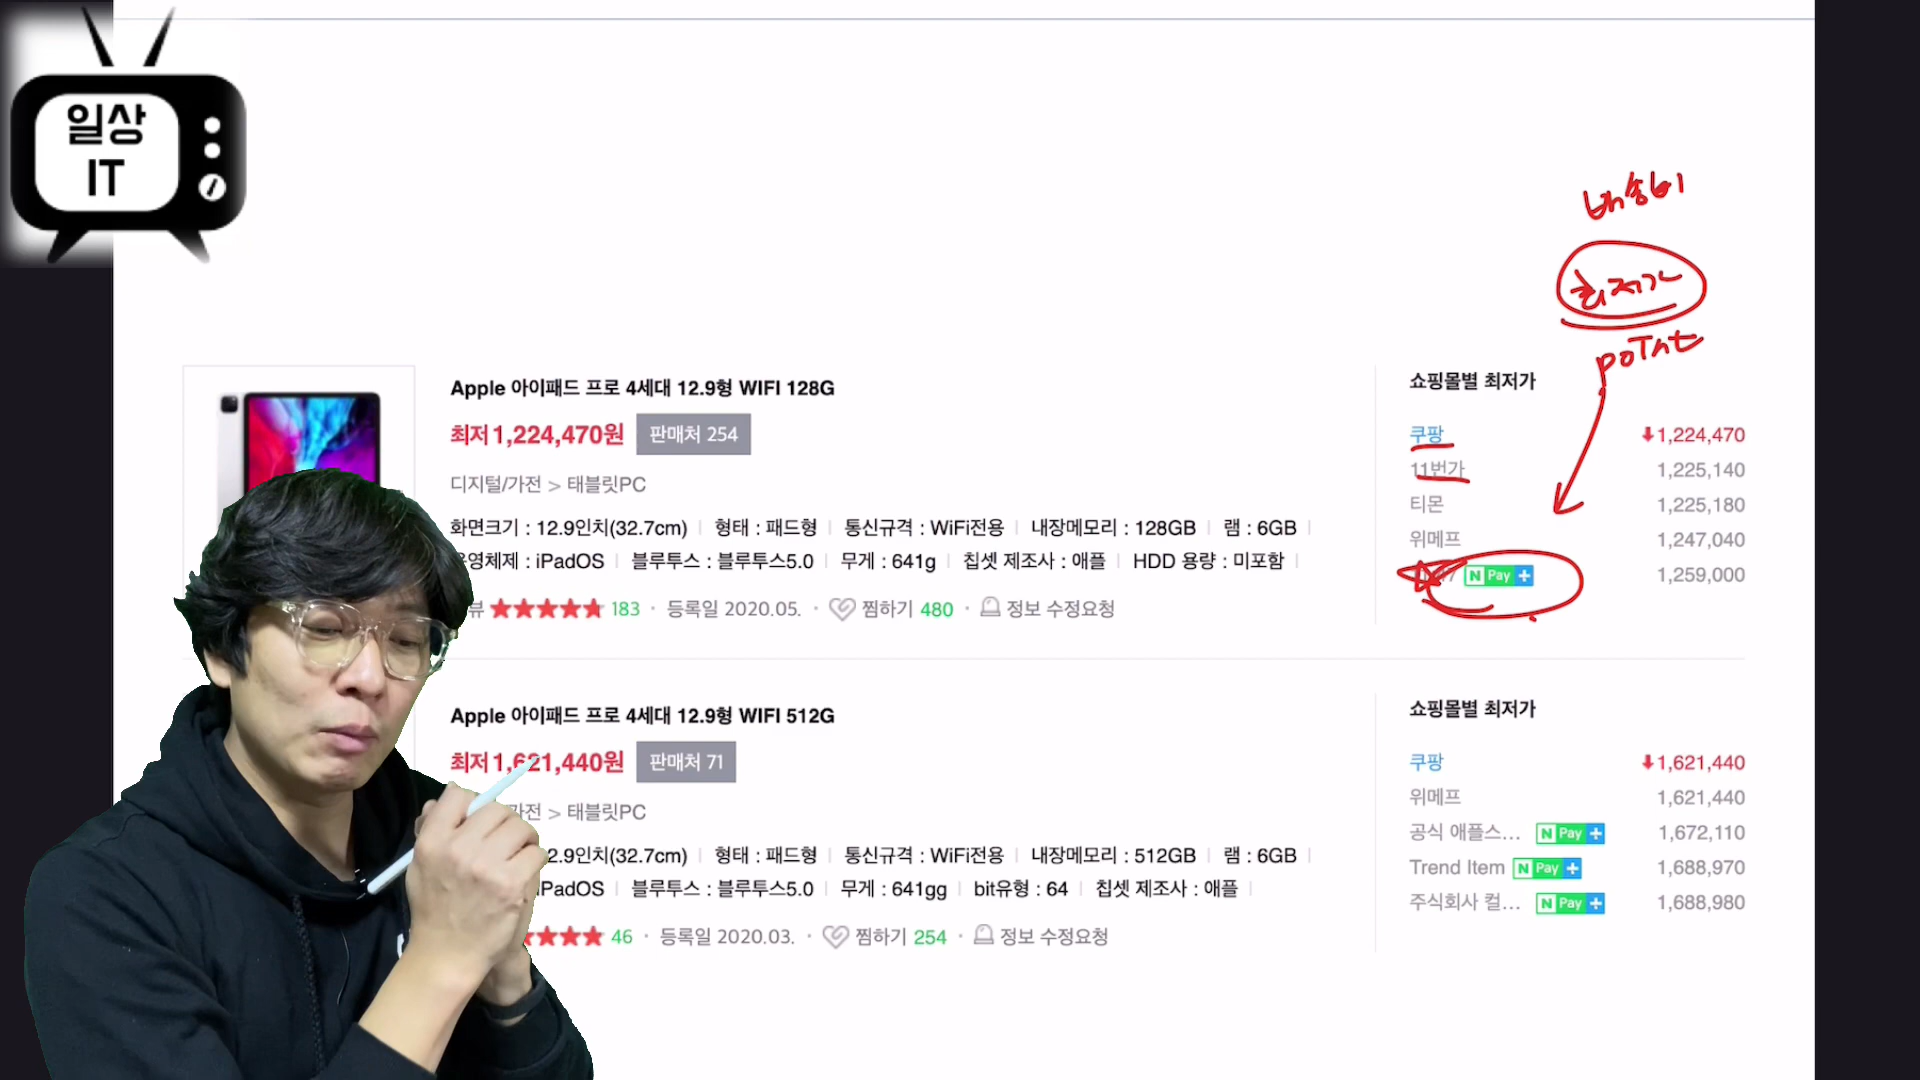 일상
IT
배송비
최저가
poInt
Apple 아이패드 프로 4세대 12.9형 WIFI 128G
최저 1,224,470원 판매처 254
디지털/가전 > 태블릿PC
화면크기 : 12.9인치(32.7cm) 형태 : 패드형 통신규격 : WiFi전용 내장메모리 : 128GB 램 : 6GB
운영체제 : iPadOS 블루투스 : 블루투스5.0 무게 : 641g 칩셋 제조사 : 애플 HDD 용량 : 미포함
뷰 183 · 등록일 2020.05. · 찜하기 480 · 정보 수정요청
쇼핑몰별 최저가
쿠팡 1,224,470
11번가 1,225,140
티몬 1,225,180
위메프 1,247,040
N Pay + 1,259,000
Apple 아이패드 프로 4세대 12.9형 WIFI 512G
최저 1,621,440원 판매처 71
가전 > 태블릿PC
2.9인치(32.7cm) 형태 : 패드형 통신규격 : WiFi전용 내장메모리 : 512GB 램 : 6GB
iPadOS 블루투스 : 블루투스5.0 무게 : 641gg bit유형 : 64 칩셋 제조사 : 애플
46 · 등록일 2020.03. · 찜하기 254 · 정보 수정요청
쇼핑몰별 최저가
쿠팡 1,621,440
위메프 1,621,440
공식 애플스... N Pay + 1,672,110
Trend Item N Pay + 1,688,970
주식회사 컬... N Pay + 1,688,980